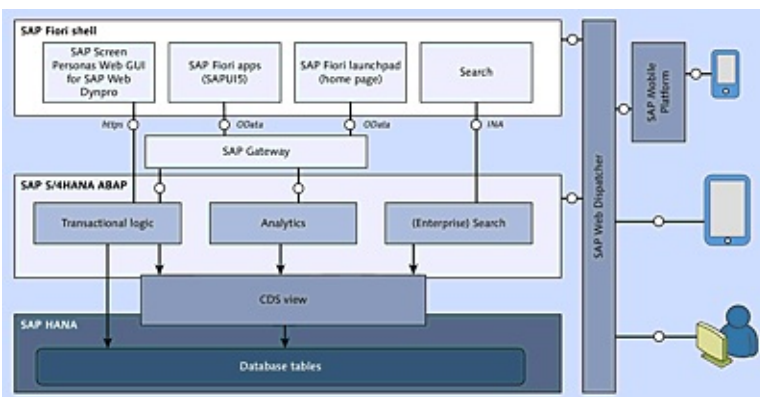 SAP Fiori shell
SAP Screen
Personas Web GUI
for SAP Web
Dynpro
SAP Fiori apps
(SAPUI5)
SAP Fiori launchpad
(home page)
Search
https
OData
OData
INA
SAP Gateway
SAP S/4HANA ABAP
Transactional logic
Analytics
(Enterprise) Search
CDS view
SAP HANA
Database tables
SAP Web Dispatcher
SAP Mobile
Platform